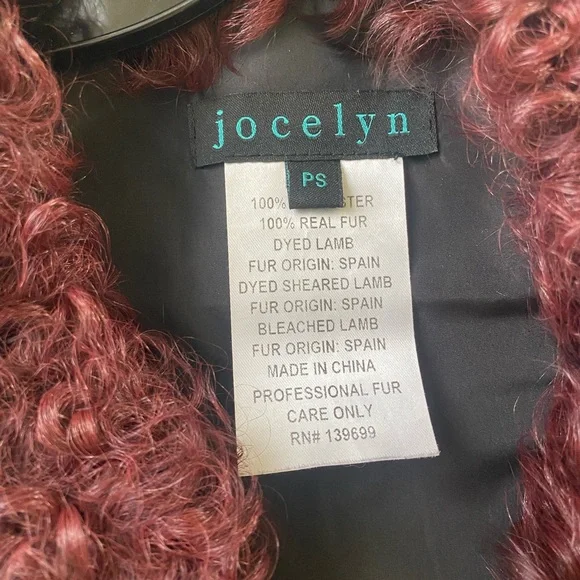 jocelyn
PS
100%
100% REAL FUR
DYED LAMB
FUR ORIGIN: SPAIN
DYED SHEARED LAMB
FUR ORIGIN: SPAIN
BLEACHED LAMB
FUR ORIGIN: SPAIN
MADE IN CHINA
PROFESSIONAL FUR
CARE ONLY
RN# 139699